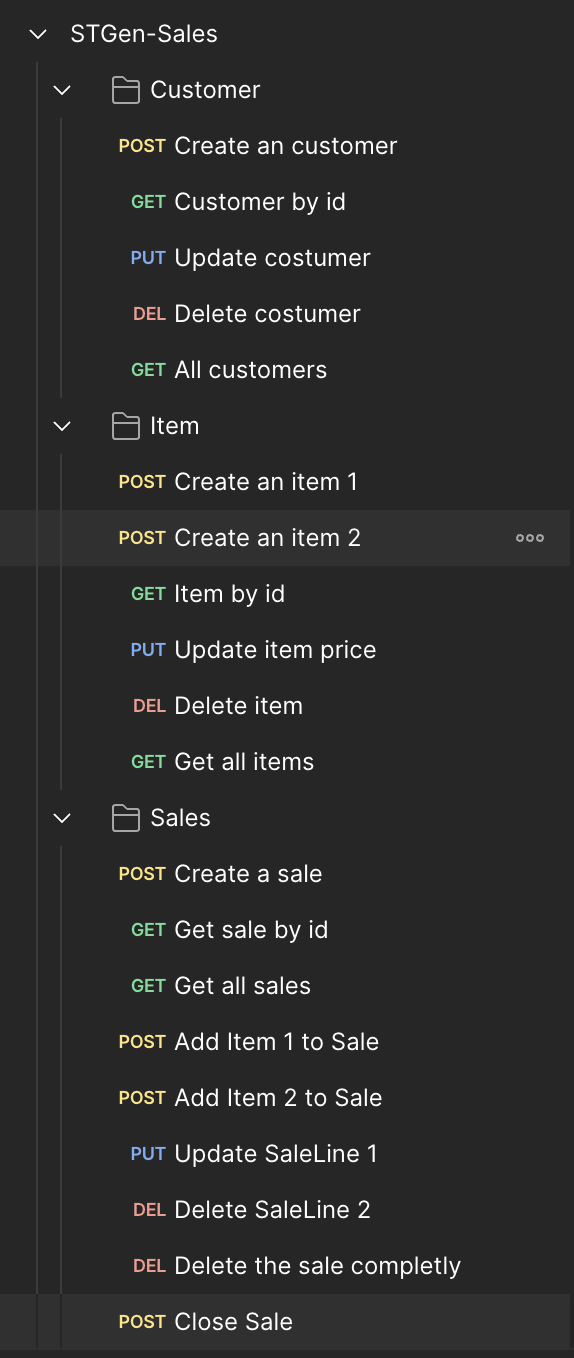 STGen-Sales
Customer
POST Create an customer
GET Customer by id
PUT Update costumer
DEL Delete costumer
GET All customers
Item
POST Create an item 1
POST Create an item 2
GET Item by id
PUT Update item price
DEL Delete item
GET Get all items
Sales
POST Create a sale
GET Get sale by id
GET Get all sales
POST Add Item 1 to Sale
POST Add Item 2 to Sale
PUT Update SaleLine 1
DEL Delete SaleLine 2
DEL Delete the sale completly
POST Close Sale